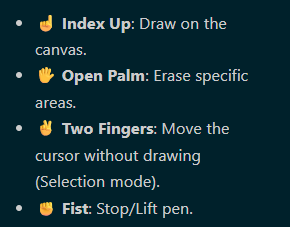 • ☝️ Index Up: Draw on the
canvas.
• 🖐️ Open Palm: Erase specific
areas.
• ✌️ Two Fingers: Move the
cursor without drawing
(Selection mode).
• ✊ Fist: Stop/Lift pen.